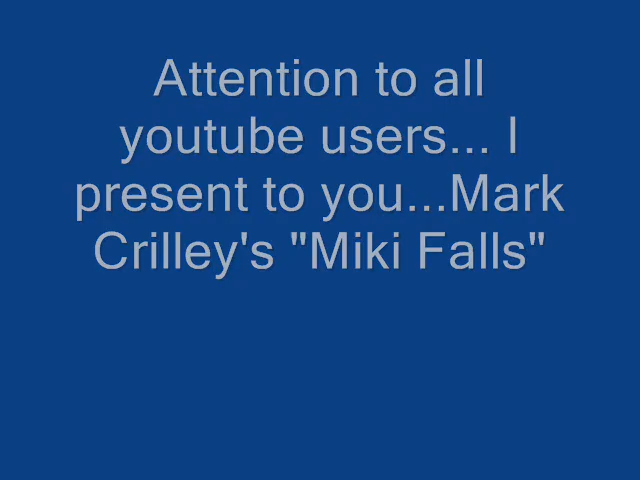 Attention to all
youtube users... I
present to you...Mark
Crilley's "Miki Falls"